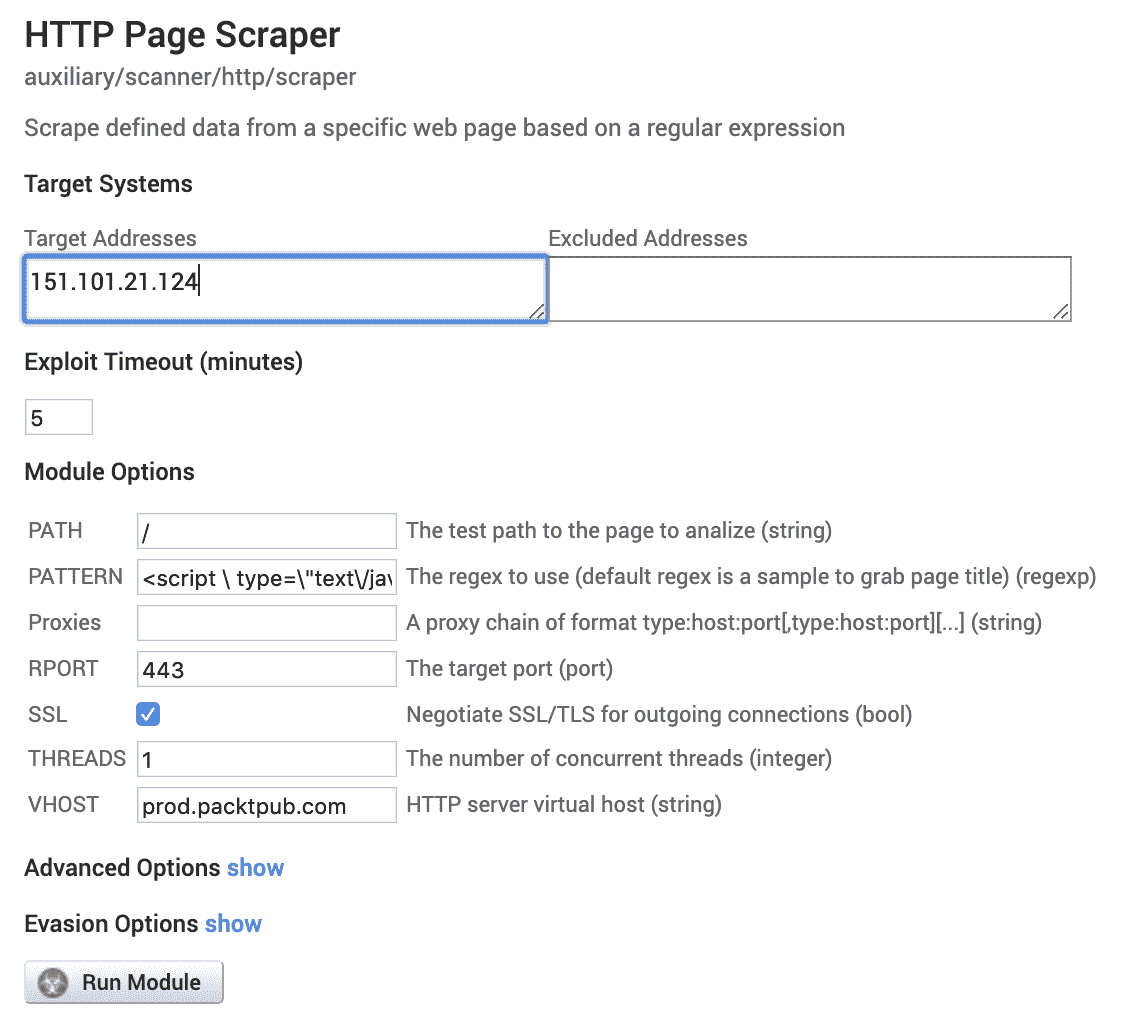 HTTP Page Scraper
auxiliary/scanner/http/scraper
Scrape defined data from a specific web page based on a regular expression
Target Systems
Target Addresses Excluded Addresses
151.101.21.124
Exploit Timeout (minutes)
5
Module Options
PATH / The test path to the page to analize (string)
PATTERN <script \ type=\"text\/jav The regex to use (default regex is a sample to grab page title) (regexp)
Proxies A proxy chain of format type:host:port[,type:host:port][...] (string)
RPORT 443 The target port (port)
SSL Negotiate SSL/TLS for outgoing connections (bool)
THREADS 1 The number of concurrent threads (integer)
VHOST prod.packtpub.com HTTP server virtual host (string)
Advanced Options show
Evasion Options show
Run Module